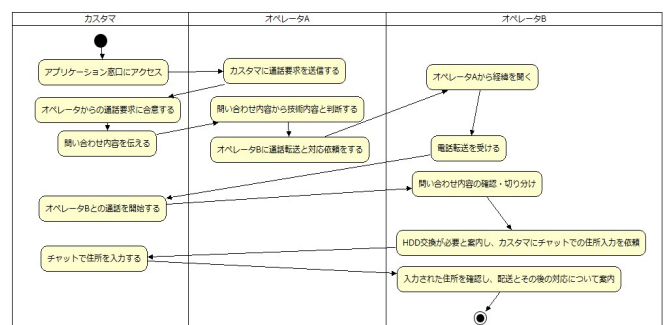 カスタマ
オペレータA
オペレータB
アプリケーション窓口にアクセス
カスタマに通話要求を送信する
オペレータからの通話要求に合意する
問い合わせ内容を伝える
問い合わせ内容から技術内容と判断する
オペレータBに通話転送と対応依頼をする
オペレータAから経緯を聞く
電話転送を受ける
オペレータBとの通話を開始する
問い合わせ内容の確認・切り分け
HDD交換が必要と案内し、カスタマにチャットでの住所入力を依頼
チャットで住所を入力する
入力された住所を確認し、配送とその後の対応について案内